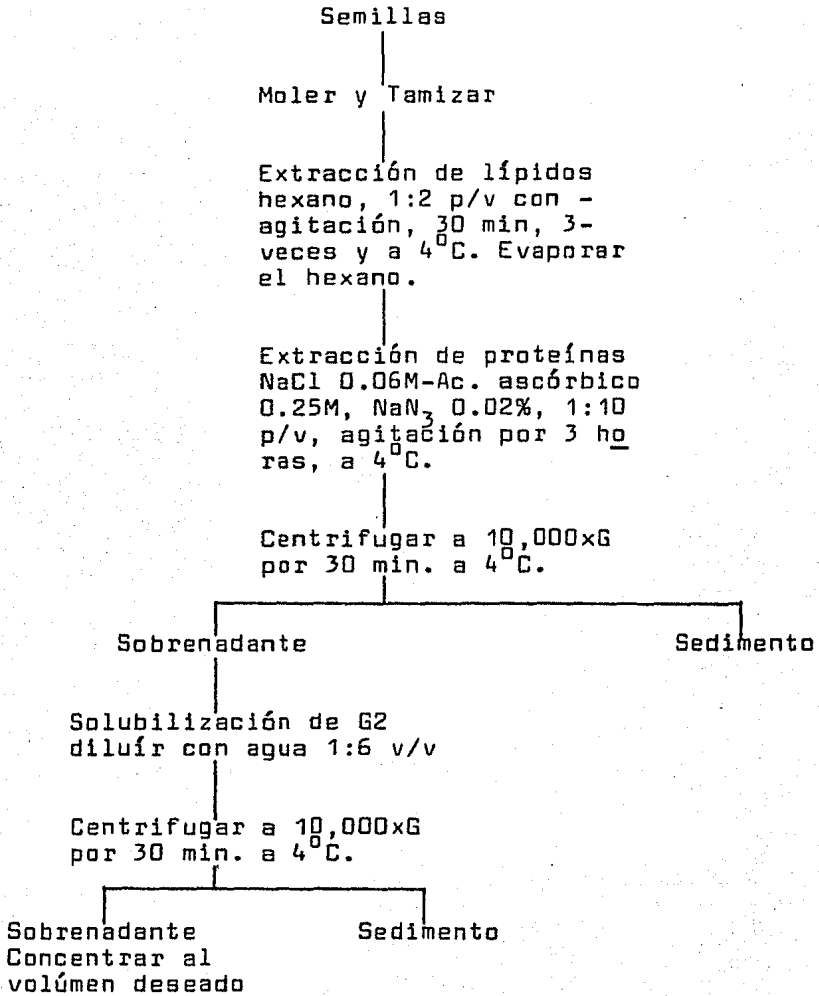 Semillas
Moler y Tamizar
Extracción de lípidos
hexano, 1:2 p/v con -
agitación, 30 min, 3-
veces y a 4°C. Evaporar
el hexano.
Extracción de proteínas
NaCl 0.06M-Ac. ascórbico
0.25M, NaN3 0.02%, 1:10
p/v, agitación por 3 ho
ras, a 4°C.
Centrifugar a 10,000xG
por 30 min. a 4°C.
Sobrenadante Sedimento
Solubilización de G2
diluír con agua 1:6 v/v
Centrifugar a 10,000xG
por 30 min. a 4°C.
Sobrenadante Sedimento
Concentrar al
volúmen deseado